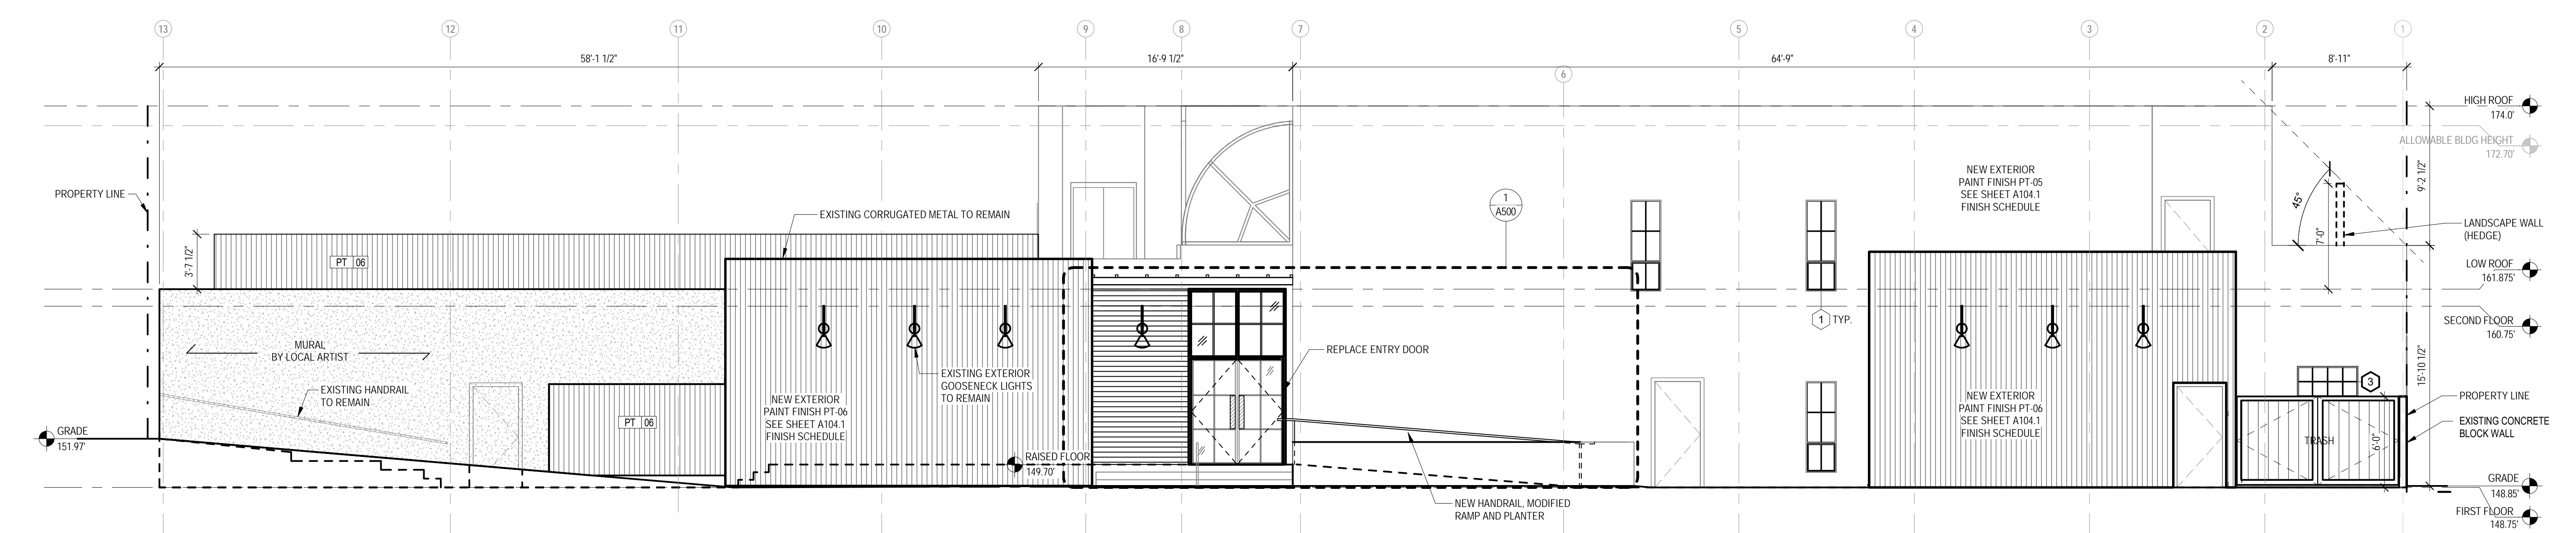 13
12
11
10
9
8
7
6
5
4
3
2
1
58'-1 1/2"
16'-9 1/2"
64'-9"
8'-11"
HIGH ROOF
174.0'
ALLOWABLE BLDG HEIGHT
172.70'
9'-2 1/2"
PROPERTY LINE
EXISTING CORRUGATED METAL TO REMAIN
1
A500
NEW EXTERIOR
PAINT FINISH PT-05
SEE SHEET A104.1
FINISH SCHEDULE
45°
7'-0"
LANDSCAPE WALL
(HEDGE)
3'-7 1/2"
PT 06
LOW ROOF
161.875'
1 TYP.
SECOND FLOOR
160.75'
MURAL
BY LOCAL ARTIST
REPLACE ENTRY DOOR
EXISTING HANDRAIL
TO REMAIN
EXISTING EXTERIOR
GOOSENECK LIGHTS
TO REMAIN
15'-10 1/2"
3
NEW EXTERIOR
PAINT FINISH PT-06
SEE SHEET A104.1
FINISH SCHEDULE
NEW EXTERIOR
PAINT FINISH PT-06
SEE SHEET A104.1
FINISH SCHEDULE
PROPERTY LINE
PT 06
EXISTING CONCRETE
BLOCK WALL
GRADE
151.97'
TRASH
6'-0"
RAISED FLOOR
149.70'
GRADE
148.85'
NEW HANDRAIL, MODIFIED
RAMP AND PLANTER
FIRST FLOOR
148.75'